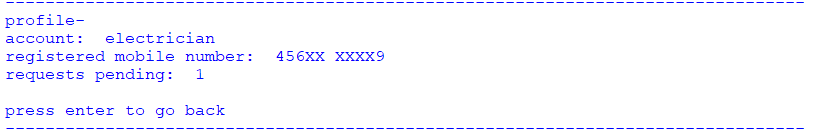 --------------------------------------------------------------------------------
profile-
account:  electrician
registered mobile number:  456XX XXXX9
requests pending:  1
press enter to go back
--------------------------------------------------------------------------------